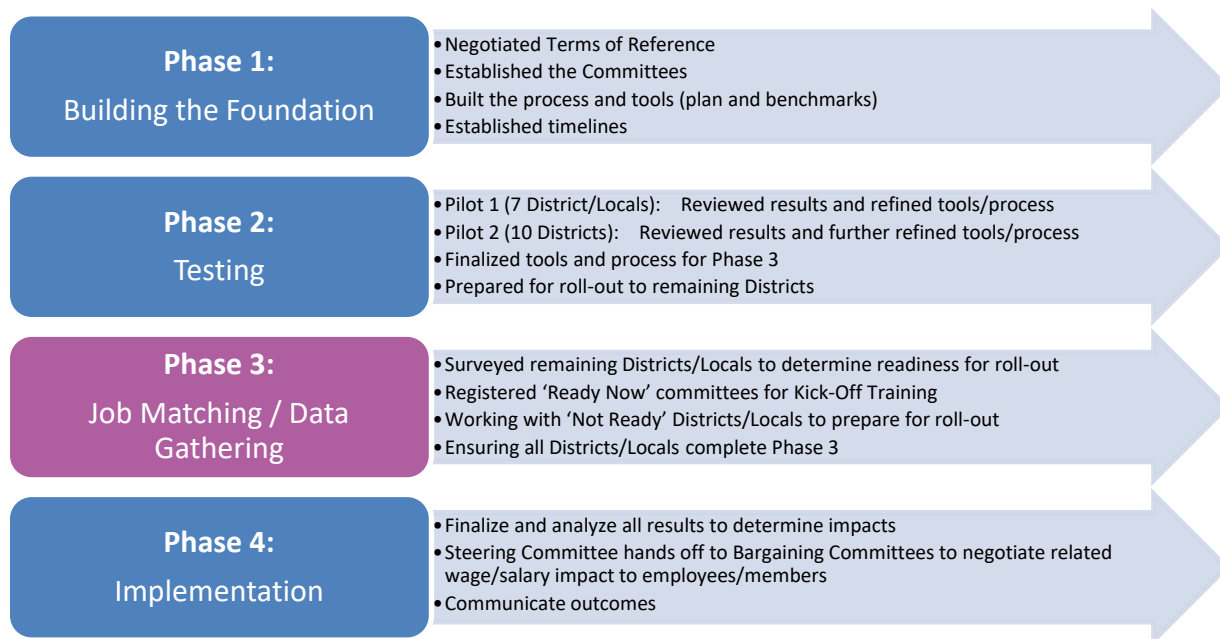 Phase 1:
Building the Foundation
•Negotiated Terms of Reference
•Established the Committees
•Built the process and tools (plan and benchmarks)
•Established timelines
Phase 2:
Testing
•Pilot 1 (7 District/Locals): Reviewed results and refined tools/process
•Pilot 2 (10 Districts): Reviewed results and further refined tools/process
•Finalized tools and process for Phase 3
•Prepared for roll-out to remaining Districts
Phase 3:
Job Matching / Data
Gathering
•Surveyed remaining Districts/Locals to determine readiness for roll-out
•Registered ‘Ready Now’ committees for Kick-Off Training
•Working with ‘Not Ready’ Districts/Locals to prepare for roll-out
•Ensuring all Districts/Locals complete Phase 3
Phase 4:
Implementation
•Finalize and analyze all results to determine impacts
•Steering Committee hands off to Bargaining Committees to negotiate related
wage/salary impact to employees/members
•Communicate outcomes